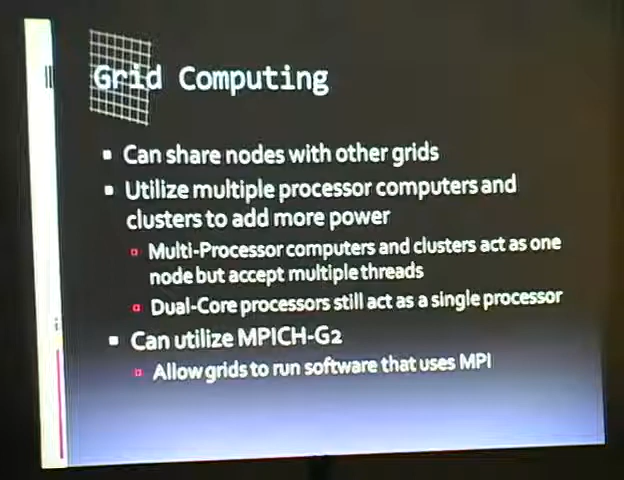 Grid Computing
Can share nodes with other grids
Utilize multiple processor computers and
clusters to add more power
Multi-Processor computers and clusters act as one
node but accept multiple threads
Dual-Core processors still act as a single processor
Can utilize MPICH-G2
Allow grids to run software that uses MPI